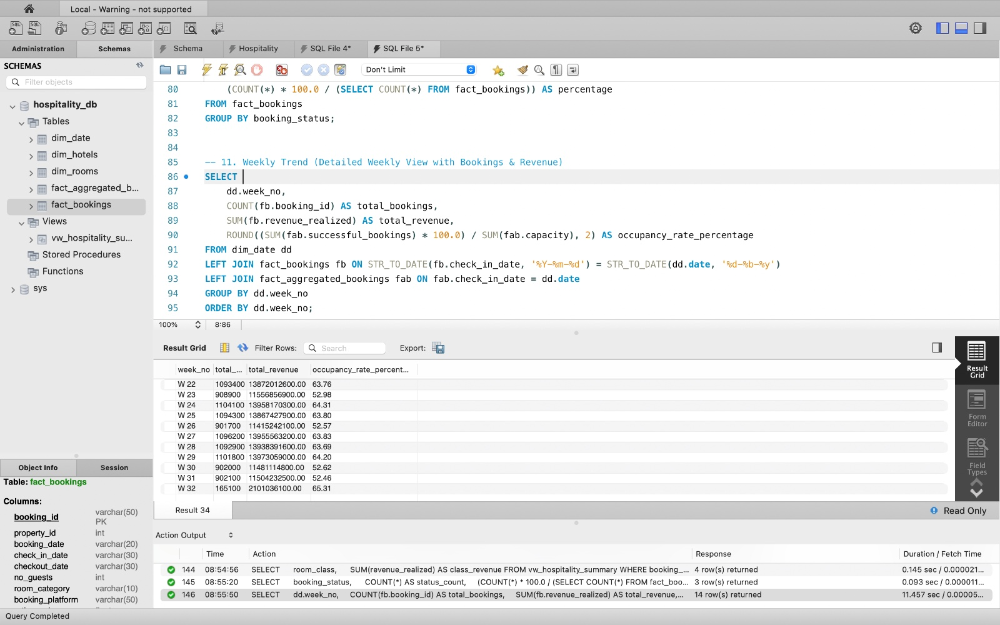 Local - Warning - not supported
Administration
Schemas
Schema
Hospitality
SQL File 4*
SQL File 5*
SCHEMAS
Filter objects
hospitality_db
Tables
dim_date
dim_hotels
dim_rooms
fact_aggregated_b...
fact_bookings
Views
vw_hospitality_su...
Stored Procedures
Functions
sys
Don't Limit
80 (COUNT(*) * 100.0 / (SELECT COUNT(*) FROM fact_bookings)) AS percentage
81 FROM fact_bookings
82 GROUP BY booking_status;
83
84
85 -- 11. Weekly Trend (Detailed Weekly View with Bookings & Revenue)
86 SELECT
87 dd.week_no,
88 COUNT(fb.booking_id) AS total_bookings,
89 SUM(fb.revenue_realized) AS total_revenue,
90 ROUND((SUM(fab.successful_bookings) * 100.0) / SUM(fab.capacity), 2) AS occupancy_rate_percentage
91 FROM dim_date dd
92 LEFT JOIN fact_bookings fb ON STR_TO_DATE(fb.check_in_date, '%Y-%m-%d') = STR_TO_DATE(dd.date, '%d-%b-%y')
93 LEFT JOIN fact_aggregated_bookings fab ON fab.check_in_date = dd.date
94 GROUP BY dd.week_no
95 ORDER BY dd.week_no;
100% 8:86
Result Grid Filter Rows: Search Export:
week_no total_... total_revenue occupancy_rate_percent...
W 22 1093400 13872012600.00 63.76
W 23 908900 11556856900.00 52.98
W 24 1104100 13958170300.00 64.31
W 25 1094300 13867427900.00 63.80
W 26 901700 11415242100.00 52.57
W 27 1096200 13955563200.00 63.83
W 28 1092900 13938391600.00 63.69
W 29 1101800 13973059000.00 64.20
W 30 902000 11481114800.00 52.62
W 31 902100 11504232500.00 52.46
W 32 165100 2101036100.00 65.31
Result Grid
Form Editor
Field Types
Result 34
Read Only
Object Info
Session
Table: fact_bookings
Columns:
booking_id varchar(50) PK
property_id int
booking_date varchar(20)
check_in_date varchar(30)
checkout_date varchar(30)
no_guests int
room_category varchar(10)
booking_platform varchar(50)
Action Output
Time Action Response Duration / Fetch Time
144 08:54:56 SELECT room_class, SUM(revenue_realized) AS class_revenue FROM vw_hospitality_summary WHERE booking_... 4 row(s) returned 0.145 sec / 0.000021...
145 08:55:20 SELECT booking_status, COUNT(*) AS status_count, (COUNT(*) * 100.0 / (SELECT COUNT(*) FROM fact_boo... 3 row(s) returned 0.093 sec / 0.000011...
146 08:55:50 SELECT dd.week_no, COUNT(fb.booking_id) AS total_bookings, SUM(fb.revenue_realized) AS total_revenue,... 14 row(s) returned 11.457 sec / 0.00005...
Query Completed